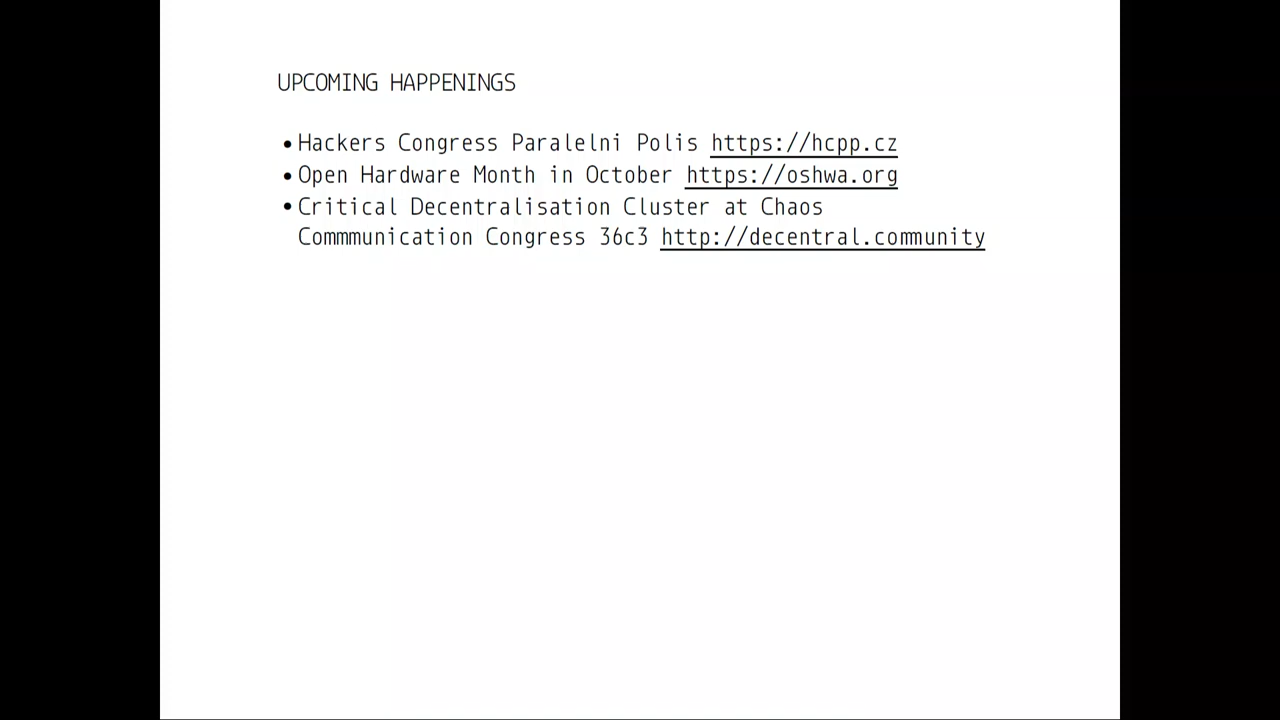 UPCOMING HAPPENINGS
•Hackers Congress Paralelni Polis https://hcpp.cz
•Open Hardware Month in October https://oshwa.org
•Critical Decentralisation Cluster at Chaos
Commmunication Congress 36c3 http://decentral.community